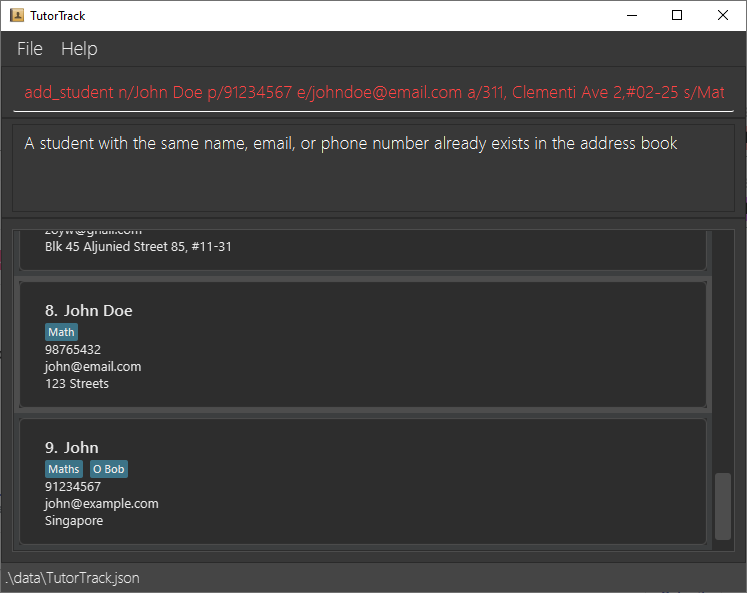 TutorTrack
File Help
add_student n/John Doe p/91234567 e/johndoe@email.com a/311, Clementi Ave 2,#02-25 s/Mat
A student with the same name, email, or phone number already exists in the address book
Blk 45 Aljunied Street 85, #11-31
8. John Doe
Math
98765432
john@email.com
123 Streets
9. John
Maths O Bob
91234567
john@example.com
Singapore
.\data\TutorTrack.json